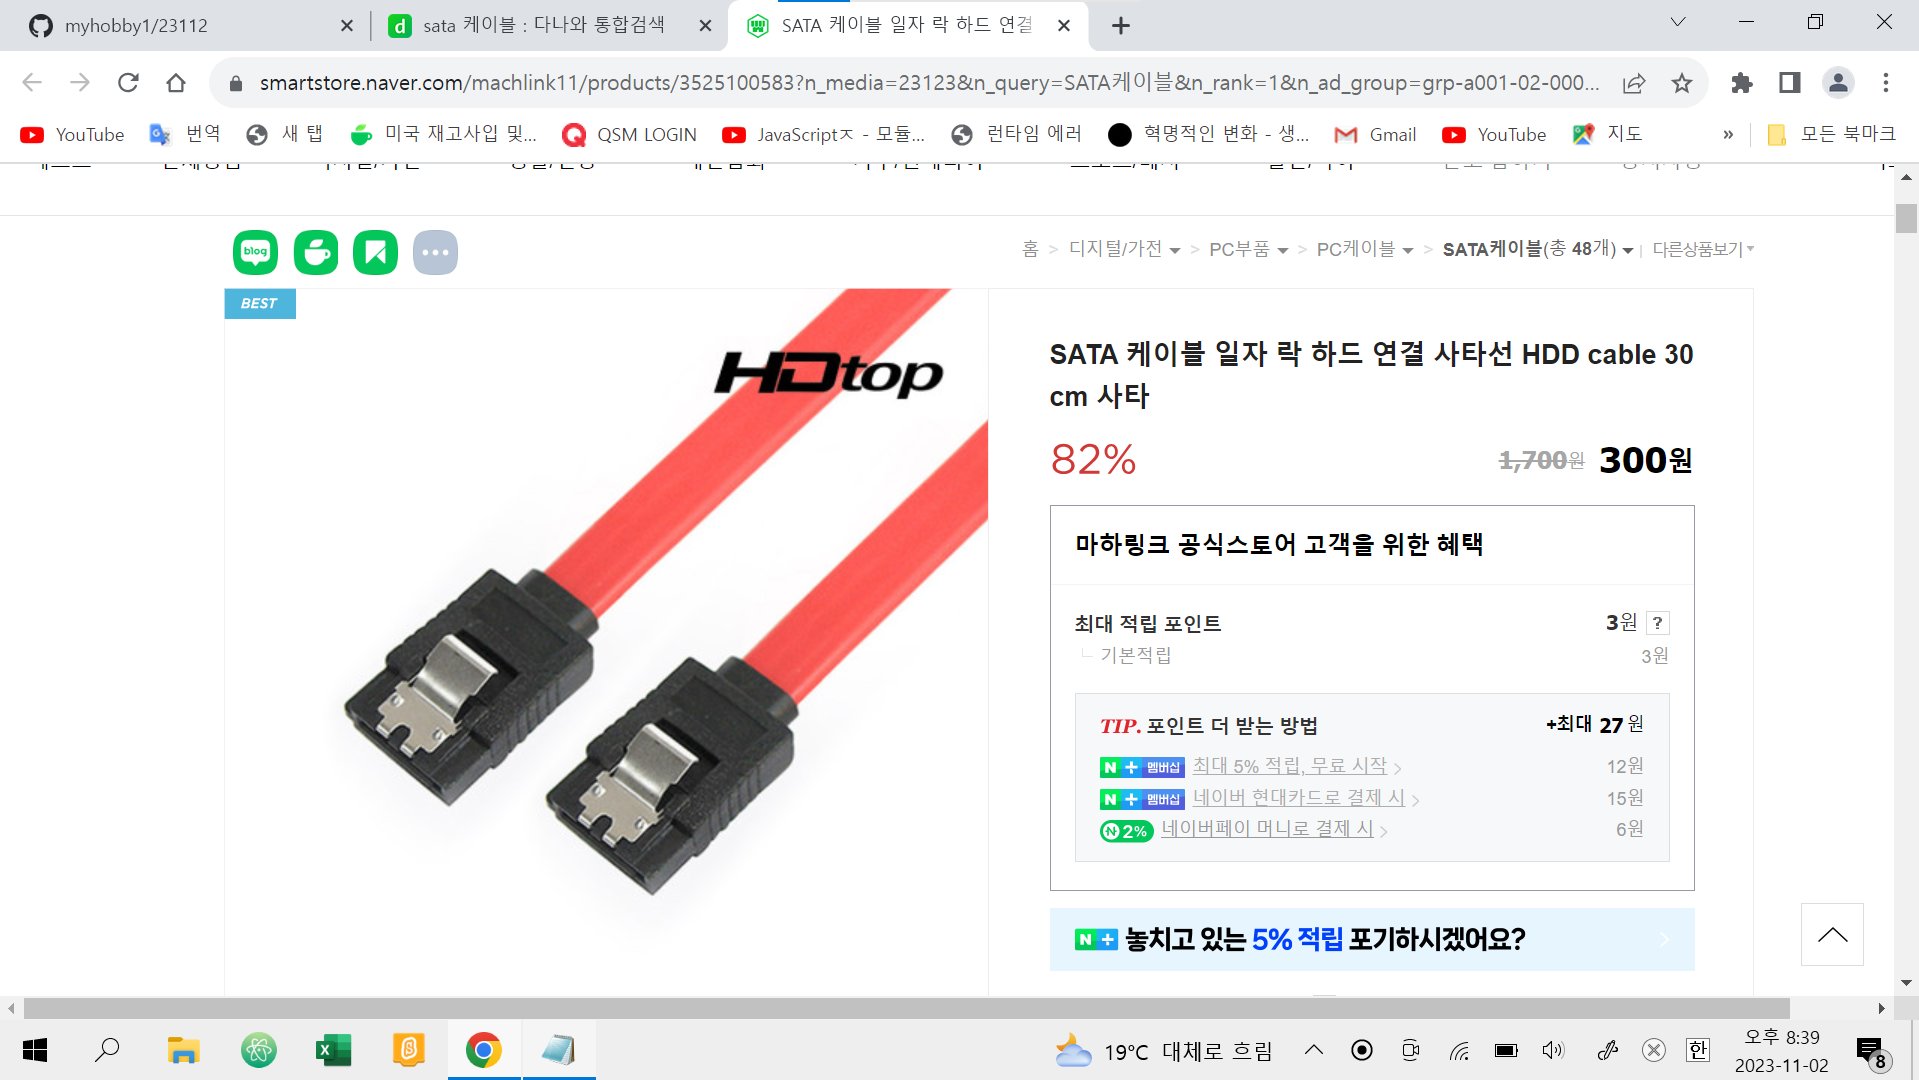 myhobby1/23112
sata 케이블 : 다나와 통합검색
SATA 케이블 일자 락 하드 연결
smartstore.naver.com/machlink11/products/3525100583?n_media=23123&n_query=SATA케이블&n_rank=1&n_ad_group=grp-a001-02-000...
YouTube
번역
새 탭
미국 재고사입 및...
QSM LOGIN
JavaScriptㅈ - 모듈...
런타임 에러
혁명적인 변화 - 생...
Gmail
YouTube
지도
»
모든 북마크
blog
홈 > 디지털/가전 > PC부품 > PC케이블 > SATA케이블(총 48개) | 다른상품보기
BEST
HDtop
SATA 케이블 일자 락 하드 연결 사타선 HDD cable 30
cm 사타
82%
1,700원 300원
마하링크 공식스토어 고객을 위한 혜택
최대 적립 포인트 3원 ?
기본적립 3원
TIP. 포인트 더 받는 방법 +최대 27 원
N + 멤버십 최대 5% 적립, 무료 시작 > 12원
N + 멤버십 네이버 현대카드로 결제 시 > 15원
N 2% 네이버페이 머니로 결제 시 > 6원
N + 놓치고 있는 5% 적립 포기하시겠어요?
19°C 대체로 흐림
한
오후 8:39
2023-11-02
8